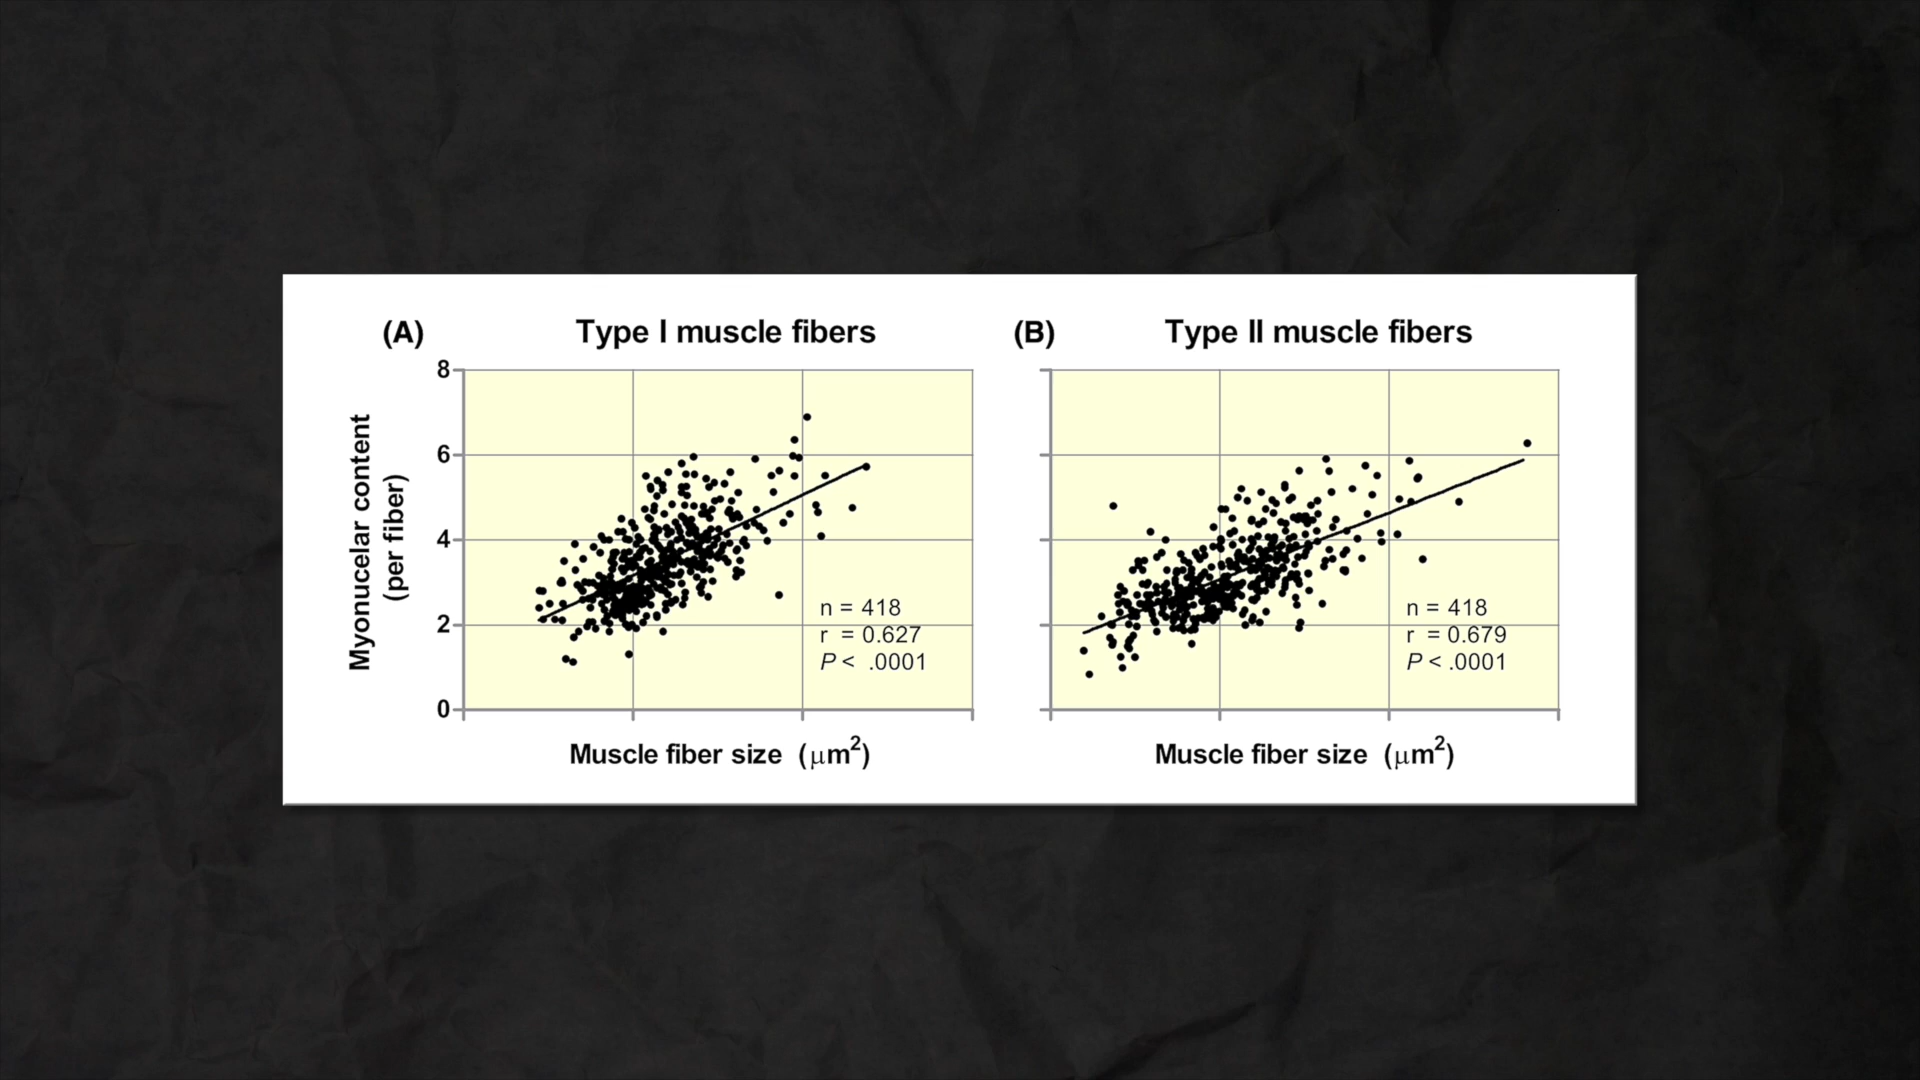 (A)
Type I muscle fibers
Myonucelar content
(per fiber)
8
6
4
2
0
n = 418
r = 0.627
P < .0001
Muscle fiber size (μm²)
(B)
Type II muscle fibers
n = 418
r = 0.679
P < .0001
Muscle fiber size (μm²)